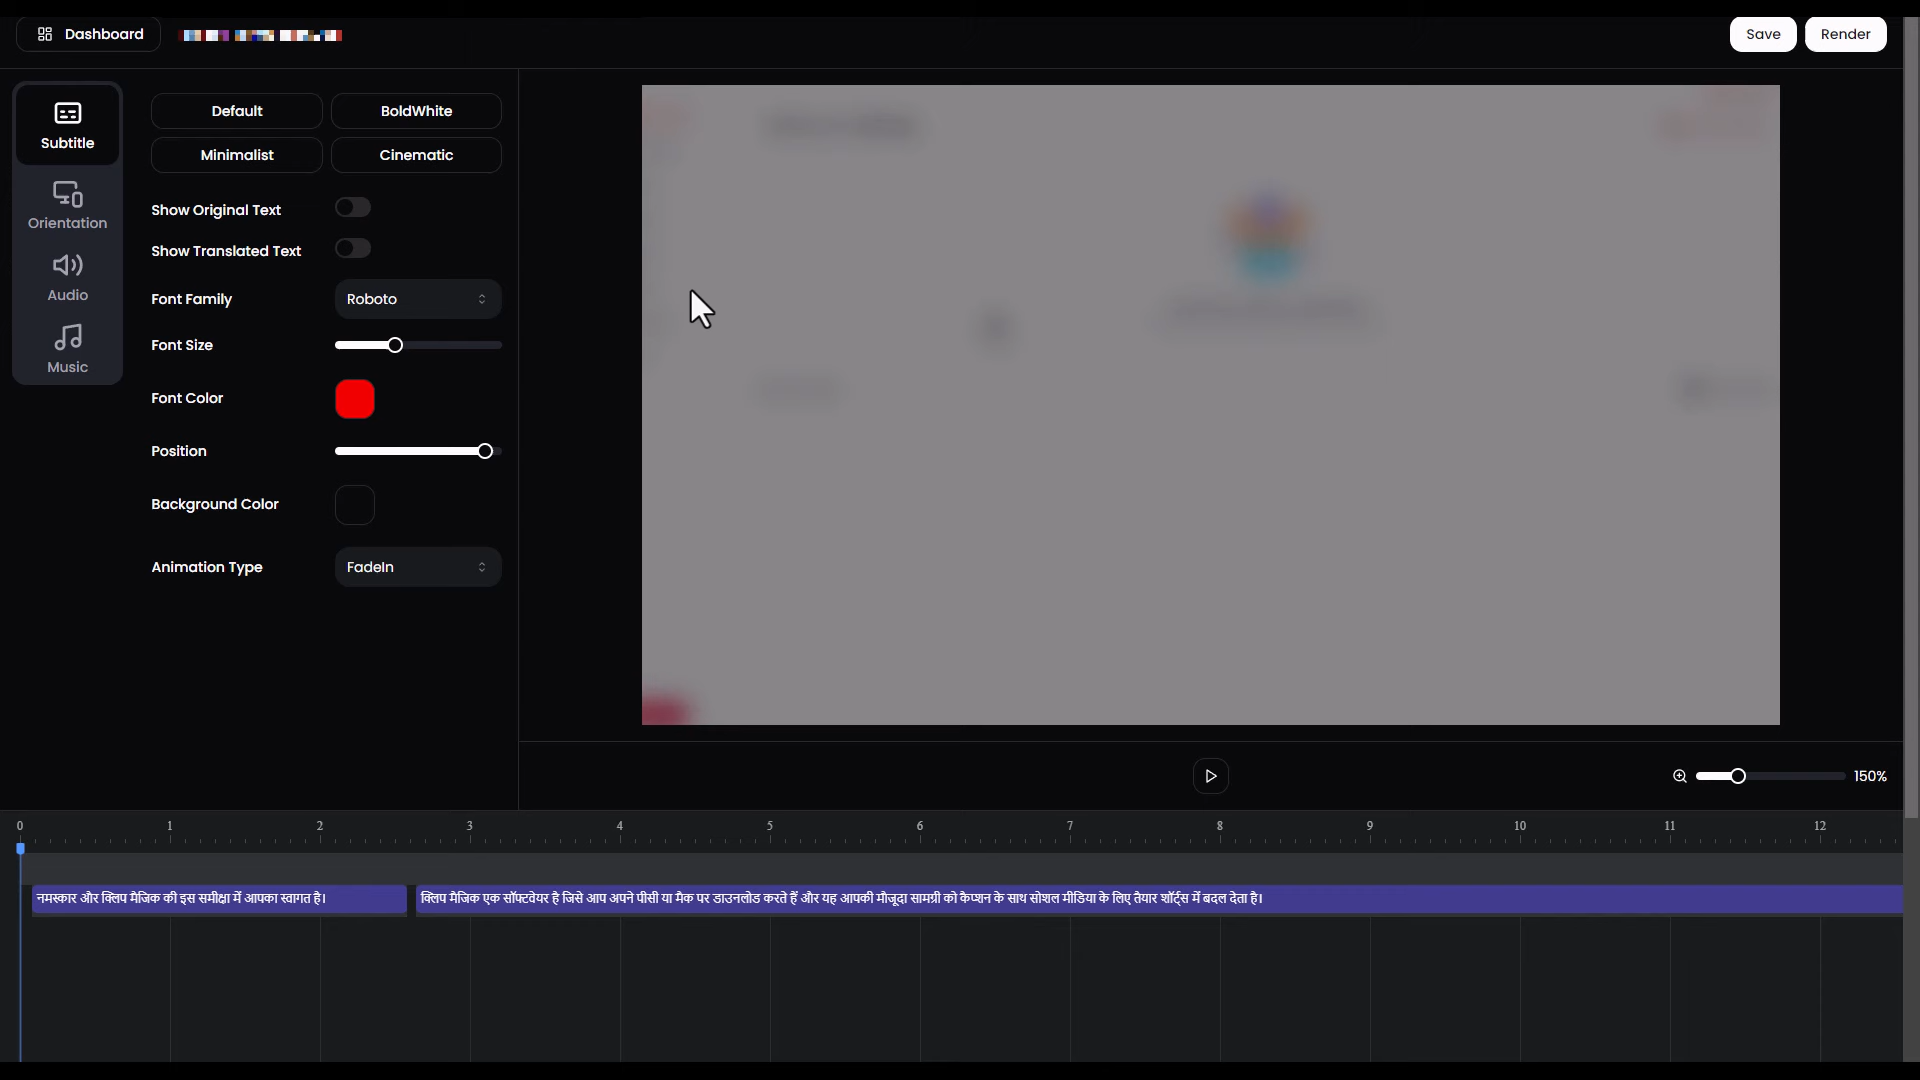 Dashboard
Save
Render
Subtitle
Orientation
Audio
Music
Default
BoldWhite
Minimalist
Cinematic
Show Original Text
Show Translated Text
Font Family
Roboto
Font Size
Font Color
Position
Background Color
Animation Type
FadeIn
150%
0 1 2 3 4 5 6 7 8 9 10 11 12
नमस्कार और क्लिप मैजिक की इस समीक्षा में आपका स्वागत है।
क्लिप मैजिक एक सॉफ्टवेयर है जिसे आप अपने पीसी या मैक पर डाउनलोड करते हैं और यह आपकी मौजूदा सामग्री को कैप्शन के साथ सोशल मीडिया के लिए तैयार शॉर्ट्स में बदल देता है।